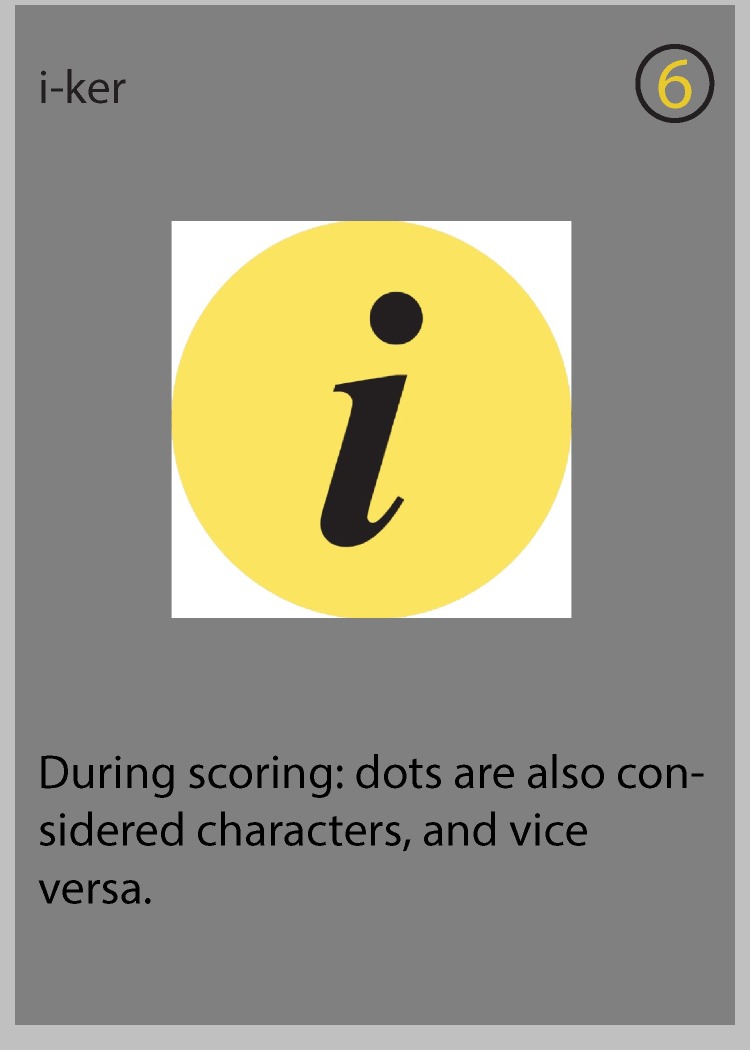 i-ker
6
i
During scoring: dots are also con-
sidered characters, and vice
versa.